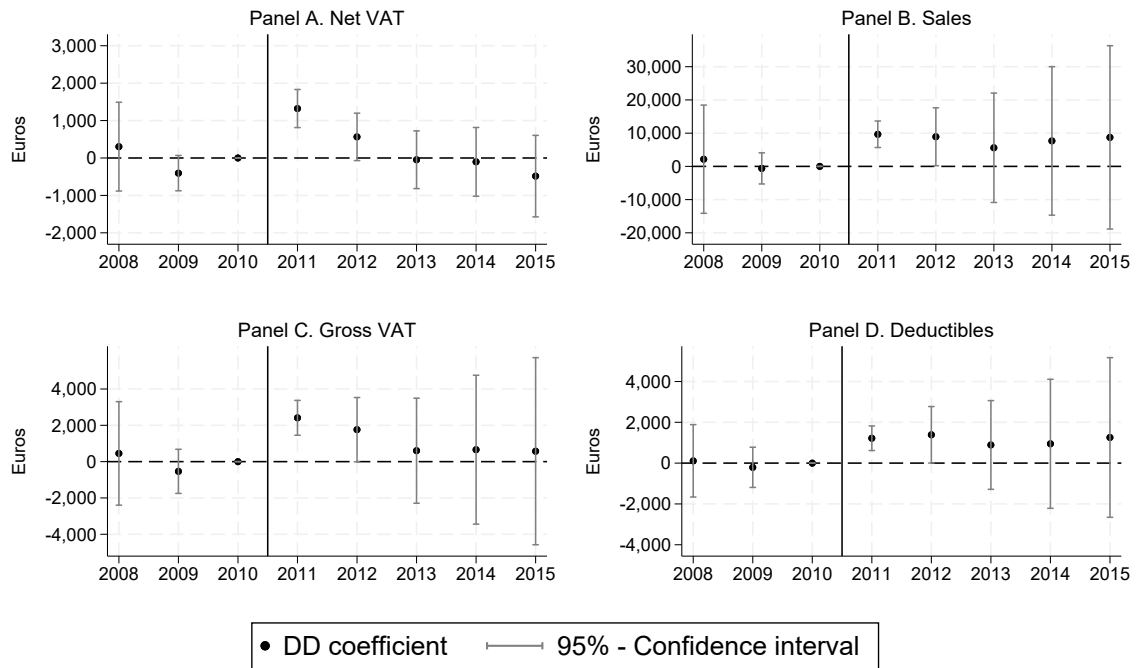 Panel A. Net VAT
3,000
2,000
1,000
0
-1,000
-2,000
Euros
2008 2009 2010 2011 2012 2013 2014 2015
Panel B. Sales
30,000
20,000
10,000
0
-10,000
-20,000
Euros
2008 2009 2010 2011 2012 2013 2014 2015
Panel C. Gross VAT
4,000
2,000
0
-2,000
-4,000
Euros
2008 2009 2010 2011 2012 2013 2014 2015
Panel D. Deductibles
4,000
2,000
0
-2,000
-4,000
Euros
2008 2009 2010 2011 2012 2013 2014 2015
DD coefficient 95% - Confidence interval